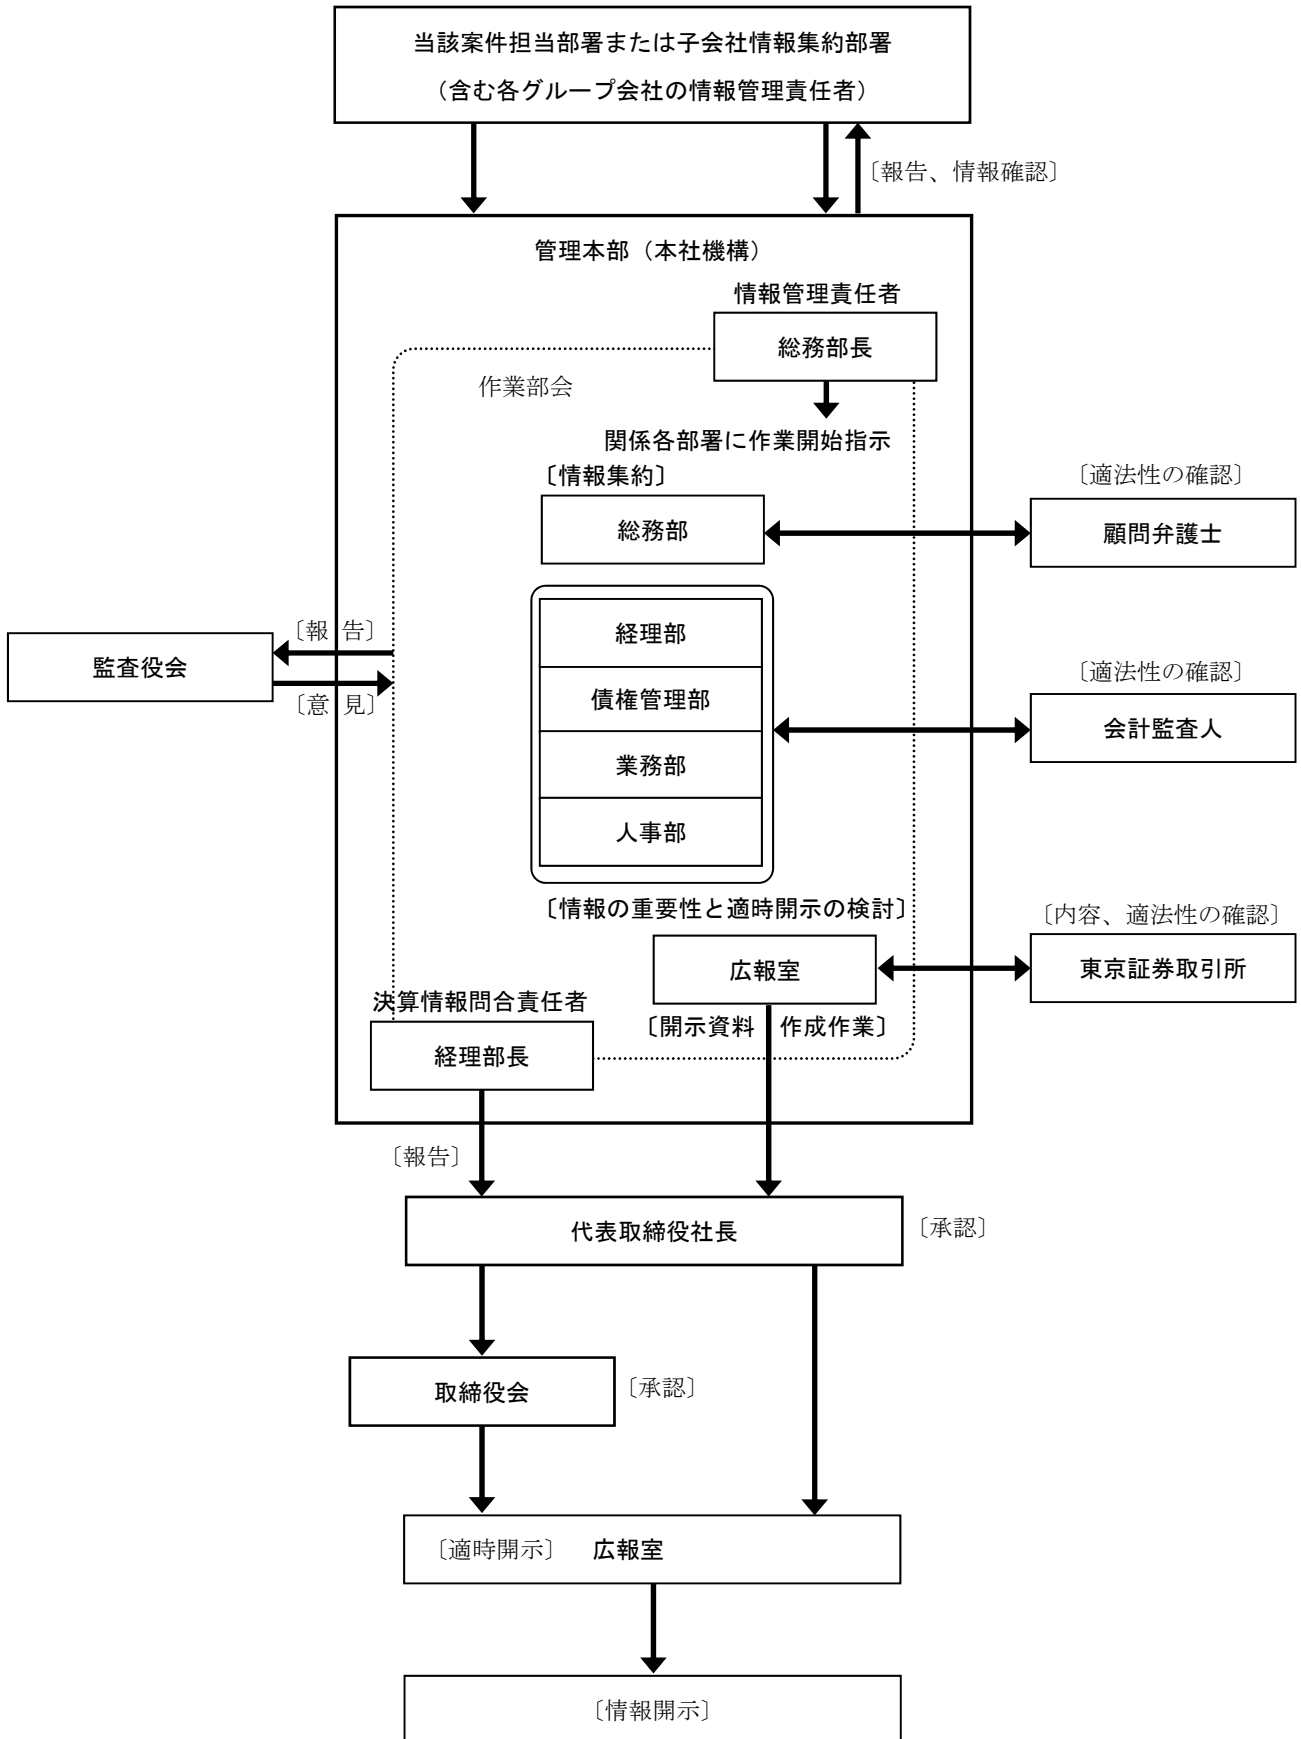 当該案件担当部署または子会社情報集約部署
（含む各グループ会社の情報管理責任者）
〔報告、情報確認〕
管理本部（本社機構）
情報管理責任者
総務部長
作業部会
関係各部署に作業開始指示
〔情報集約〕
総務部
〔適法性の確認〕
顧問弁護士
経理部
債権管理部
業務部
人事部
〔報告〕
監査役会
〔意見〕
〔適法性の確認〕
会計監査人
〔情報の重要性と適時開示の検討〕
〔内容、適法性の確認〕
広報室
東京証券取引所
決算情報問合責任者
〔開示資料 作成作業〕
経理部長
〔報告〕
代表取締役社長
〔承認〕
取締役会
〔承認〕
〔適時開示〕 広報室
〔情報開示〕